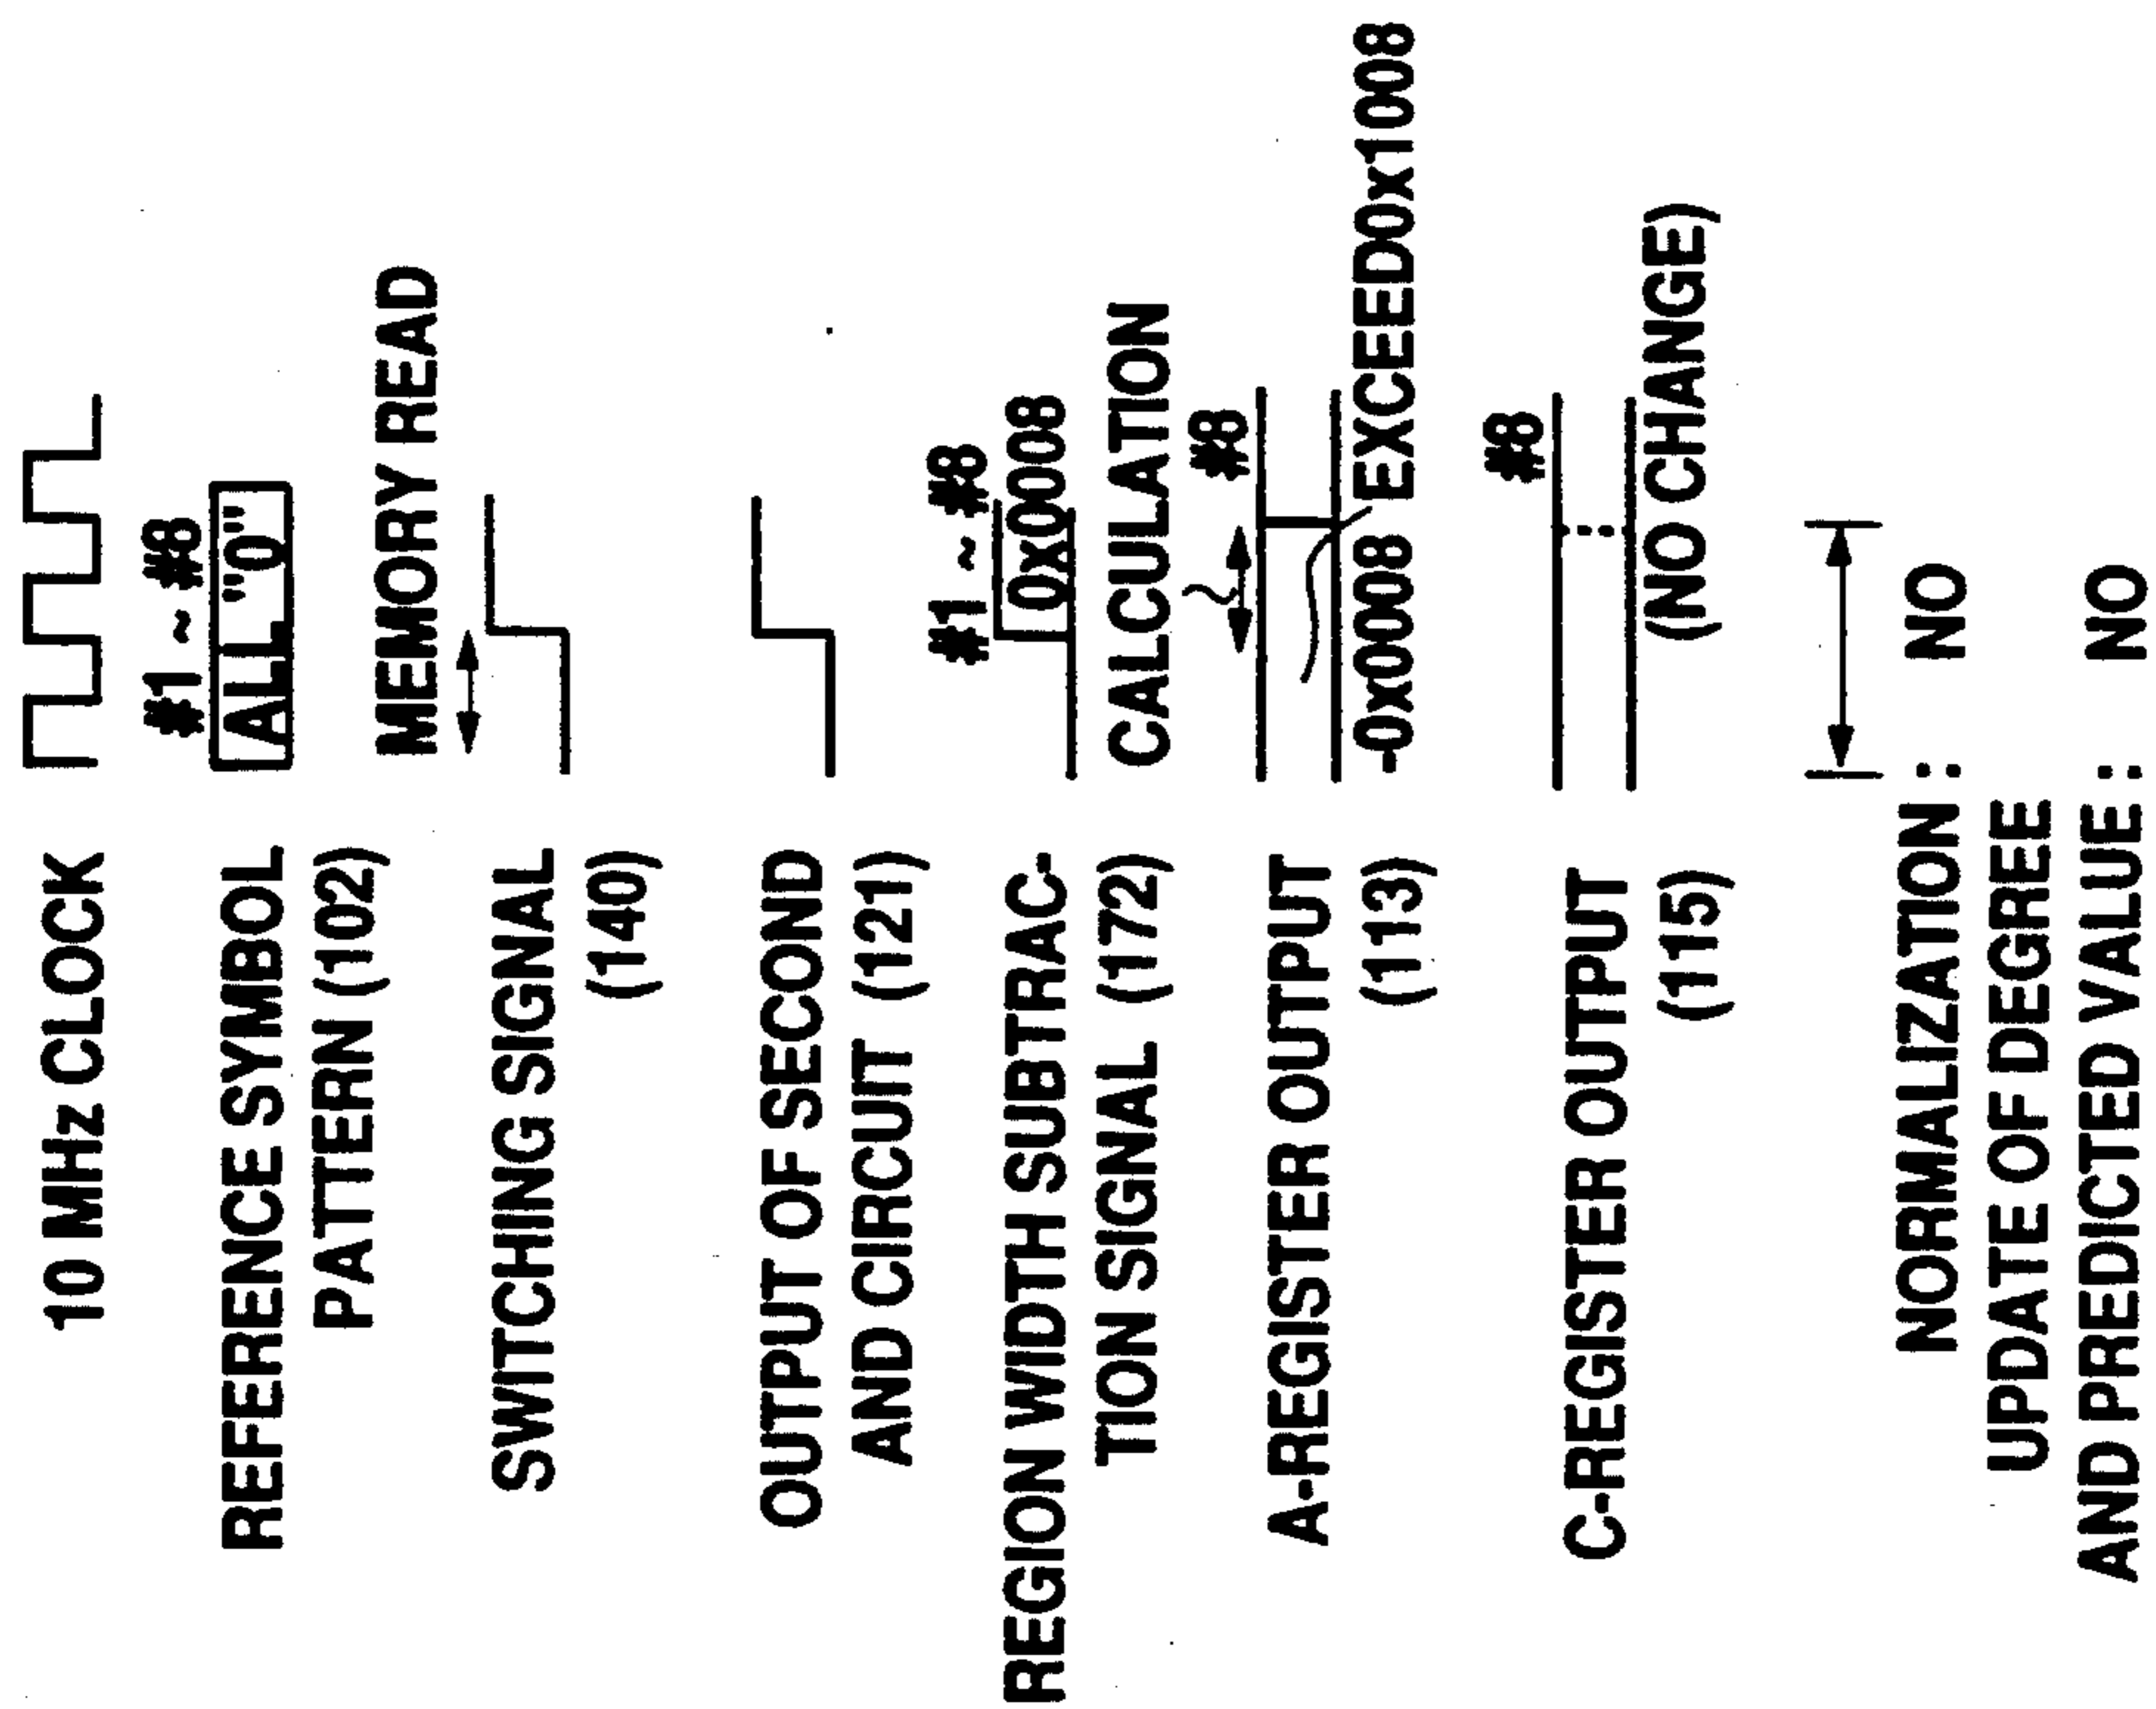 10 MHz CLOCK
#1 ~ #8
REFERENCE SYMBOL
PATTERN (102)
ALL "0"
MEMORY READ
SWITCHING SIGNAL
(140)
OUTPUT OF SECOND
AND CIRCUIT (121)
#1 ~ #8
REGION WIDTH SUBTRAC-
TION SIGNAL (172)
0X0008
CALCULATION
#8
A-REGISTER OUTPUT
(113)
-0X0008 EXCEED0X1008
#8
C-REGISTER OUTPUT
(115)
(NO CHANGE)
NORMALIZATION : NO
UPDATE OF DEGREE
AND PREDICTED VALUE : NO